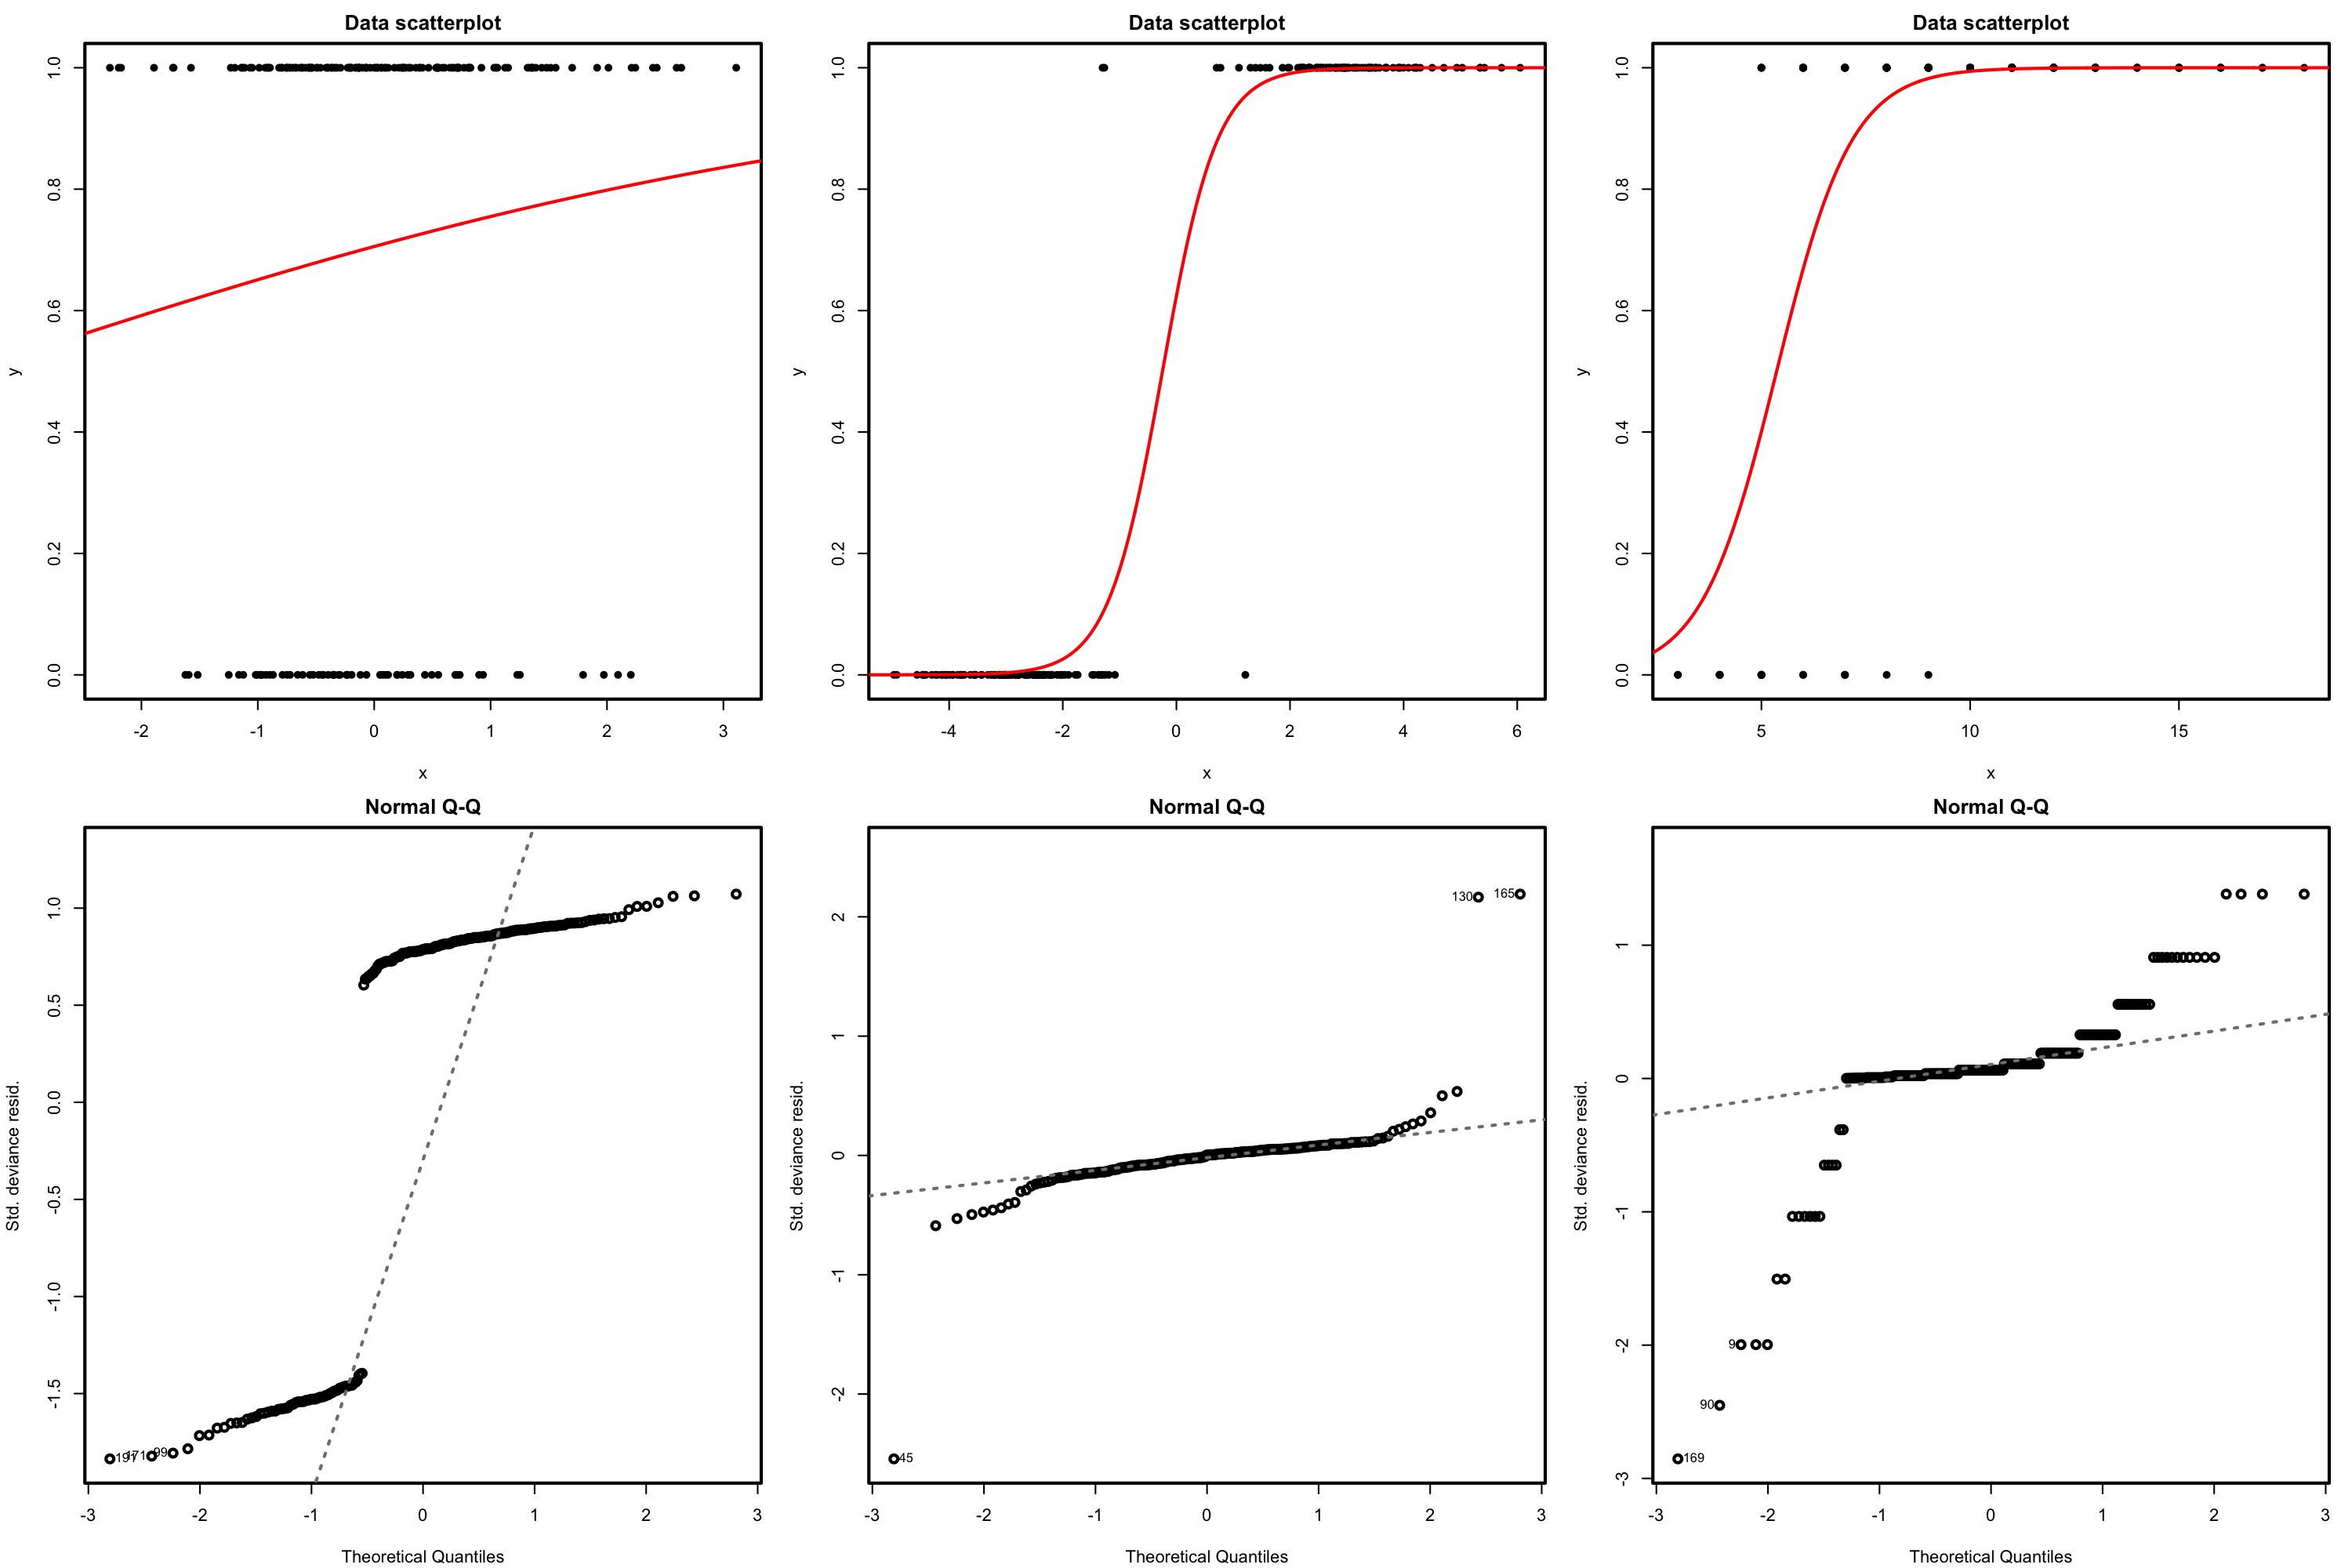 Data scatterplot
y
1.0
0.8
0.6
0.4
0.2
0.0
-2 -1 0 1 2 3
x
Data scatterplot
y
1.0
0.8
0.6
0.4
0.2
0.0
-4 -2 0 2 4 6
x
Data scatterplot
y
1.0
0.8
0.6
0.4
0.2
0.0
5 10 15
x
Normal Q-Q
Std. deviance resid.
1.0
0.5
0.0
-0.5
-1.0
-1.5
191 171 99
-3 -2 -1 0 1 2 3
Theoretical Quantiles
Normal Q-Q
Std. deviance resid.
2
1
0
-1
-2
130 165
45
-3 -2 -1 0 1 2 3
Theoretical Quantiles
Normal Q-Q
Std. deviance resid.
1
0
-1
-2
-3
9
90
169
-3 -2 -1 0 1 2 3
Theoretical Quantiles